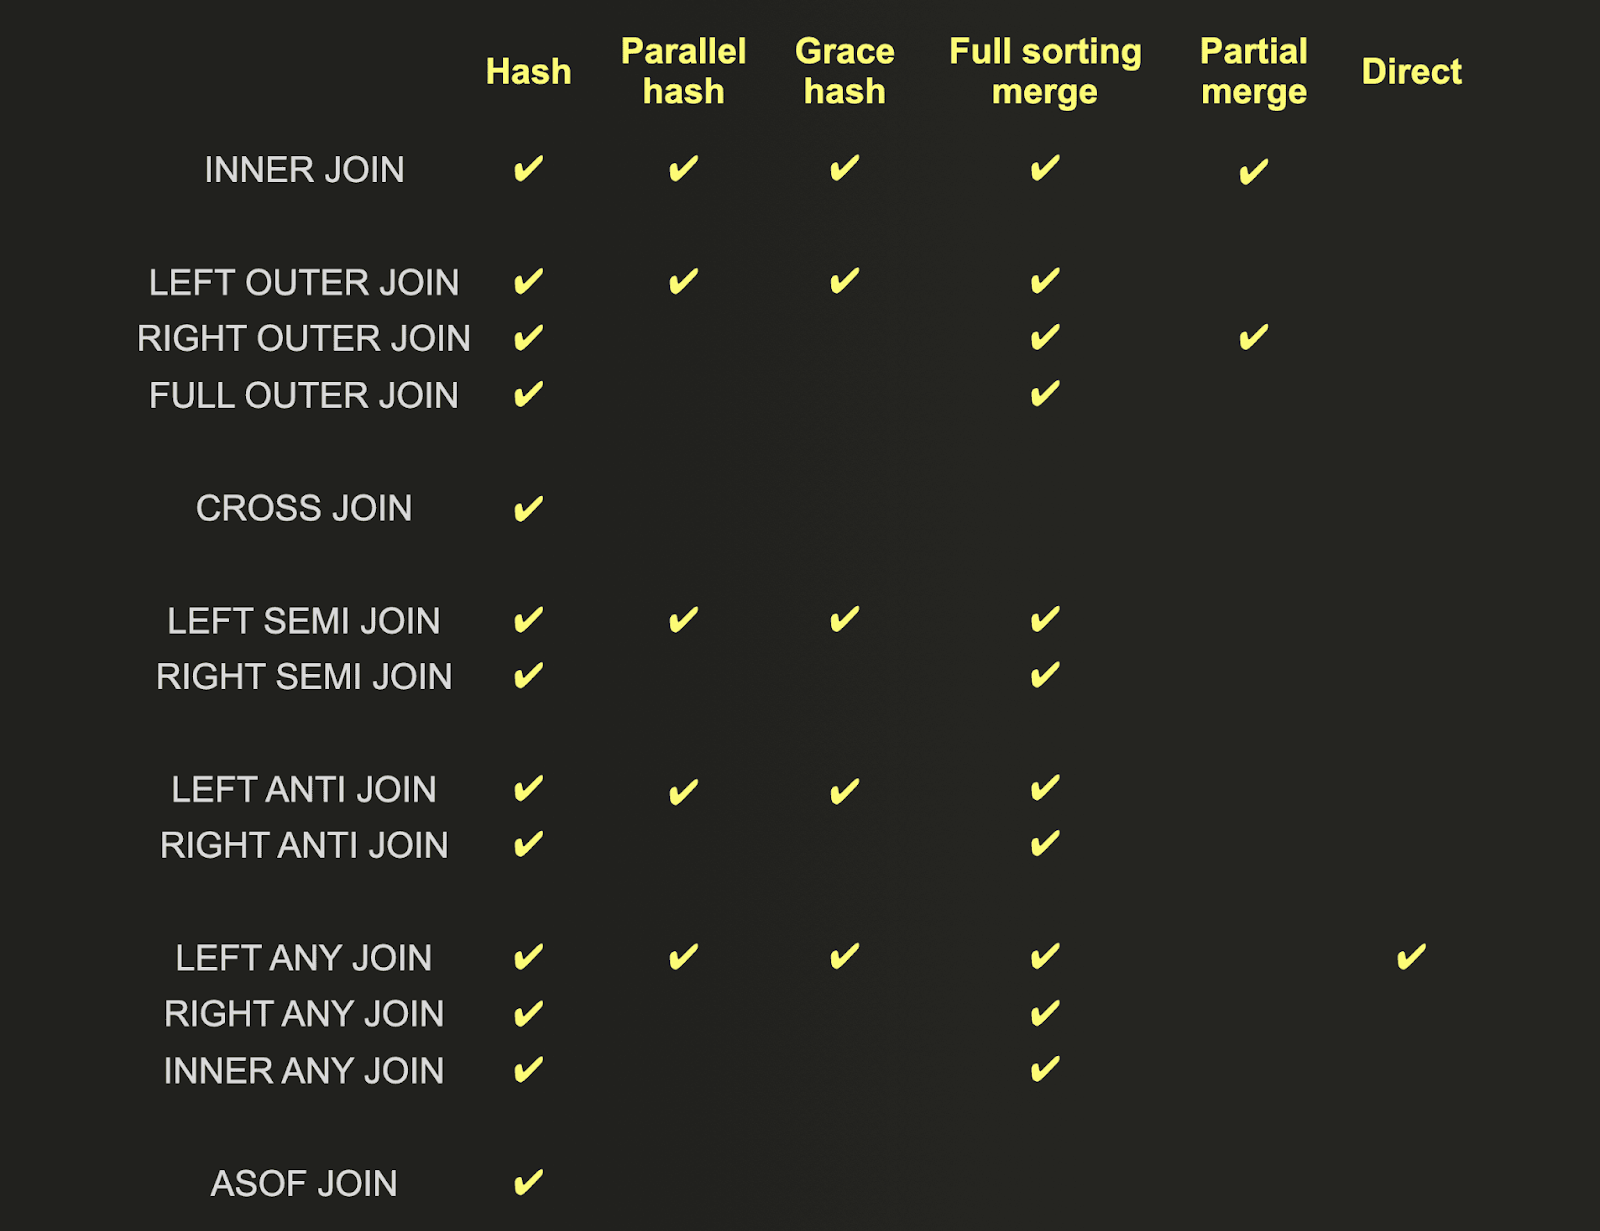 Hash Parallel hash Grace hash Full sorting merge Partial merge Direct
INNER JOIN ✔ ✔ ✔ ✔ ✔
LEFT OUTER JOIN ✔ ✔ ✔ ✔
RIGHT OUTER JOIN ✔ ✔ ✔
FULL OUTER JOIN ✔ ✔
CROSS JOIN ✔
LEFT SEMI JOIN ✔ ✔ ✔ ✔
RIGHT SEMI JOIN ✔ ✔
LEFT ANTI JOIN ✔ ✔ ✔ ✔
RIGHT ANTI JOIN ✔ ✔
LEFT ANY JOIN ✔ ✔ ✔ ✔ ✔
RIGHT ANY JOIN ✔ ✔
INNER ANY JOIN ✔ ✔
ASOF JOIN ✔